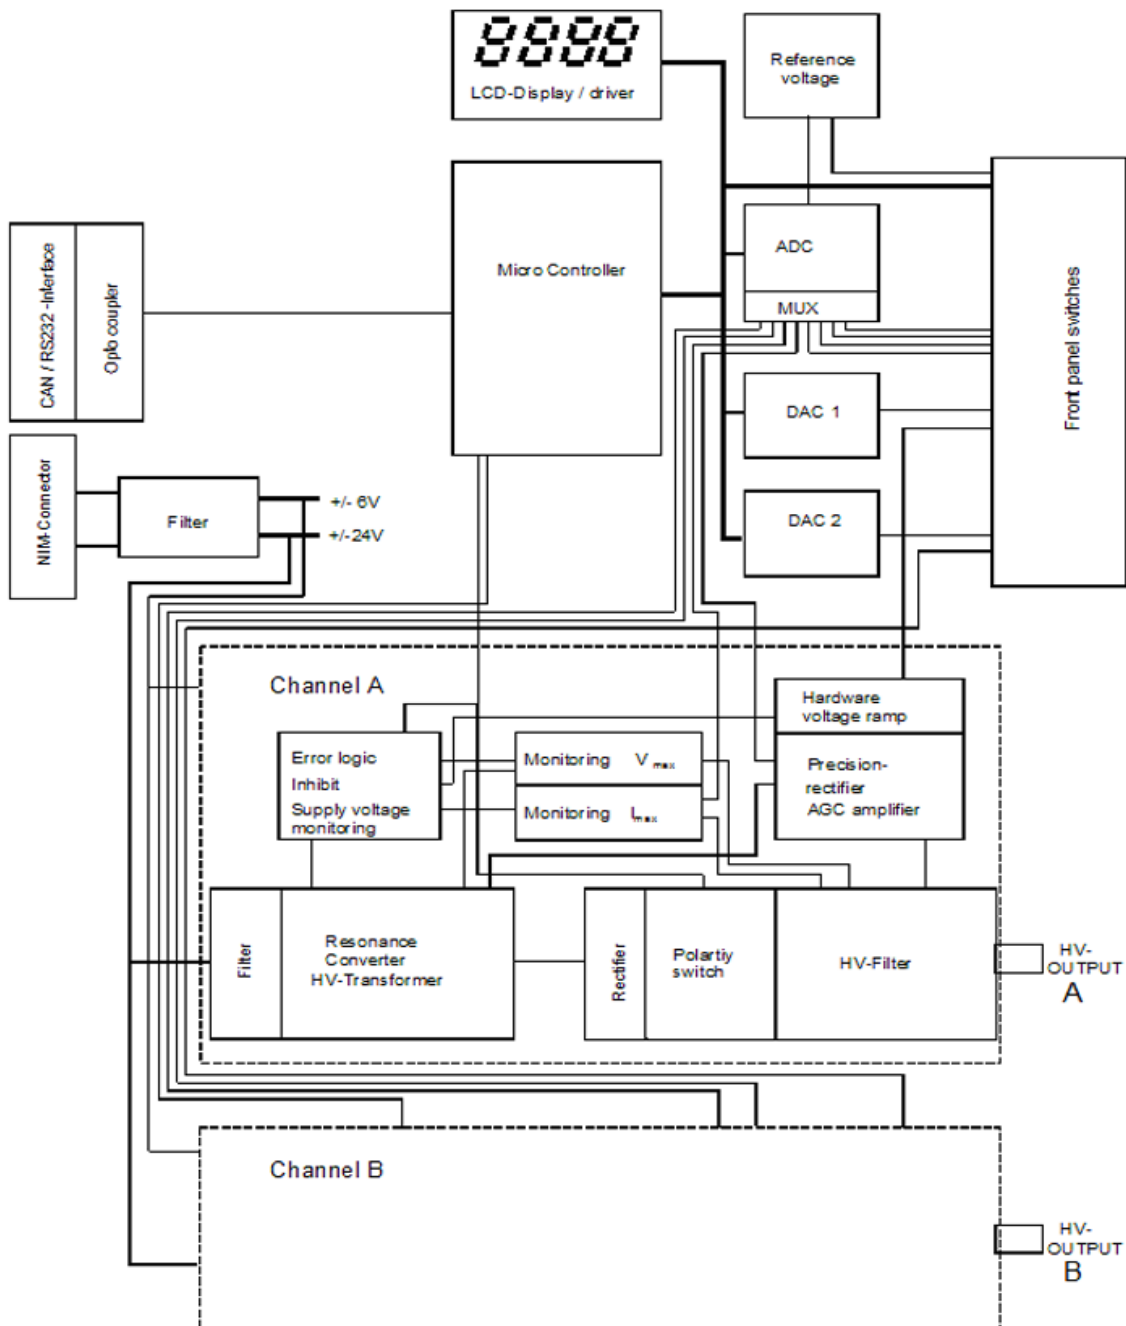 8888
LCD-Display / driver
Reference
voltage
Micro Controller
ADC
MUX
CAN / RS232 -Interface
Opto coupler
Front panel switches
DAC 1
DAC 2
NIM-Connector
Filter
+/- 6V
+/-24V
Channel A
Hardware
voltage ramp
Error logic
Inhibit
Supply voltage
monitoring
Monitoring V max
Monitoring Imax
Precision-
rectifier
AGC amplifier
Filter
Resonance
Converter
HV-Transformer
Rectifier
Polartiy
switch
HV-Filter
HV-
OUTPUT
A
Channel B
HV-
OUTPUT
B